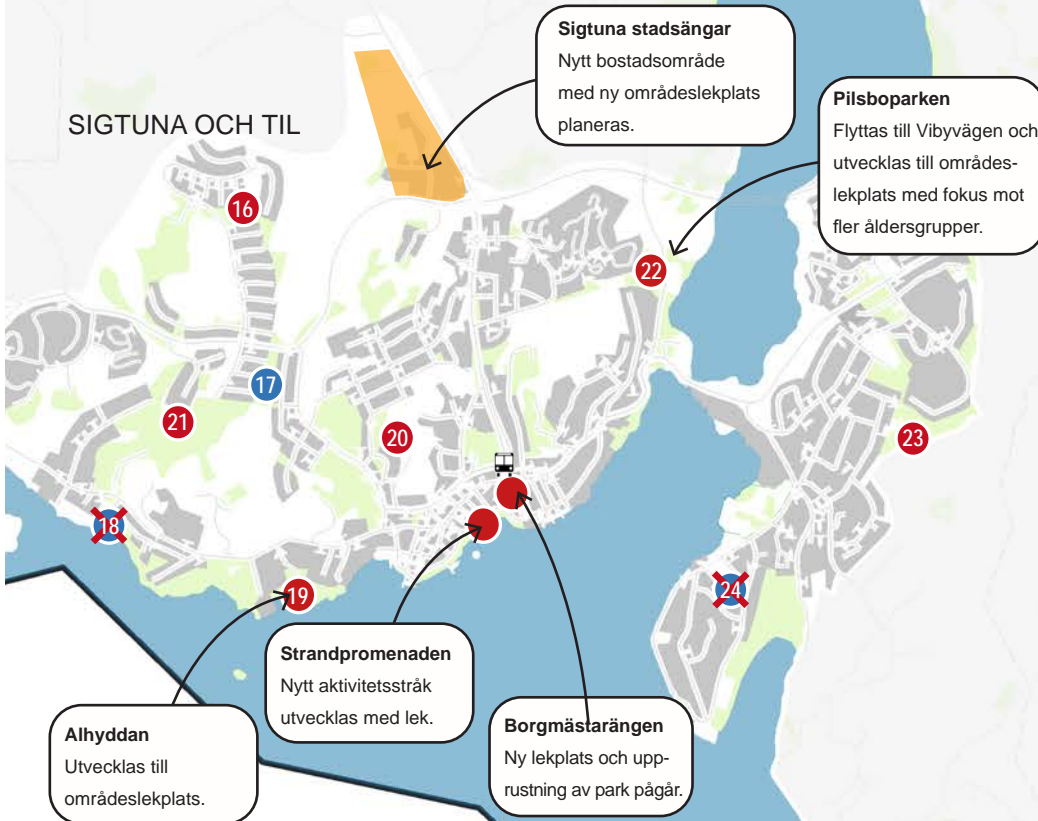 Sigtuna stadsängar
Nytt bostadsområde
med ny områdeslekplats
planeras.
Pilsboparken
Flyttas till Vibyvägen och
utvecklas till områdes-
lekplats med fokus mot
fler åldersgrupper.
SIGTUNA OCH TIL
16
22
17
21
20
23
18
19
24
Strandpromenaden
Nytt aktivitetsstråk
utvecklas med lek.
Borgmästarängen
Ny lekplats och upp-
rustning av park pågår.
Alhyddan
Utvecklas till
områdeslekplats.